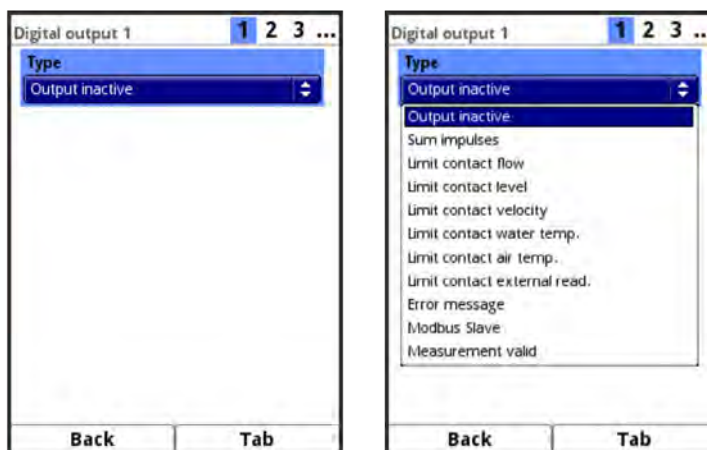 Digital output 1 1 2 3 ...
Type
Output inactive
Back Tab
Digital output 1 1 2 3 ..
Type
Output inactive
Output inactive
Sum impulses
Limit contact flow
Limit contact level
Limit contact velocity
Limit contact water temp.
Limit contact air temp.
Limit contact external read.
Error message
Modbus Slave
Measurement valid
Back Tab